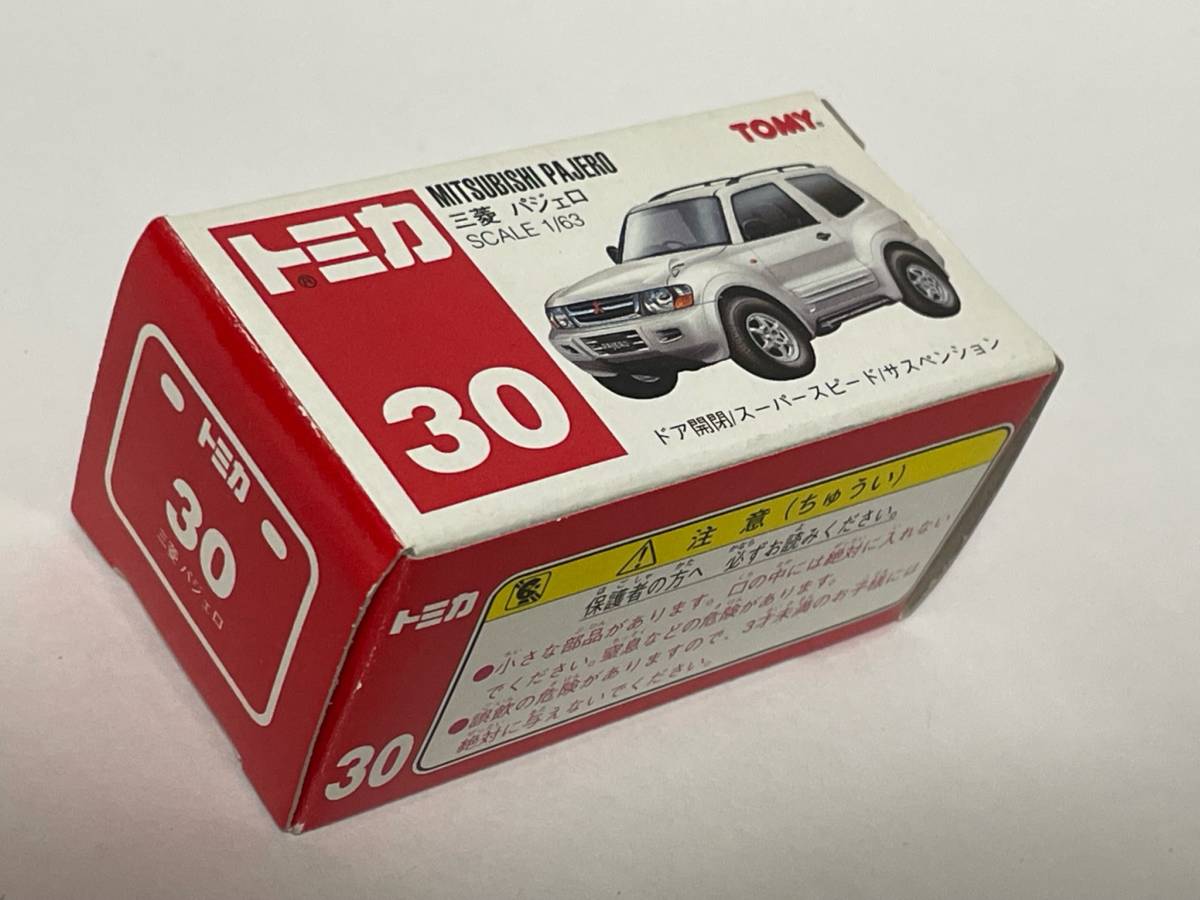 トミカ®
30
MITSUBISHI PAJERO
三菱 パジェロ
SCALE 1/63
TOMY®
PAJERO
ドア開閉/スーパースピード/サスペンション
トミカ
30
三菱 パジェロ
トミカ
30
注意(ちゅうい)
保護者の方へ 必ずお読みください。
●小さな部品があります。口の中には絶対に入れない
でください。窒息などの危険があります。
●誤飲の危険がありますので、3才未満のお子様には
絶対に与えないでください。